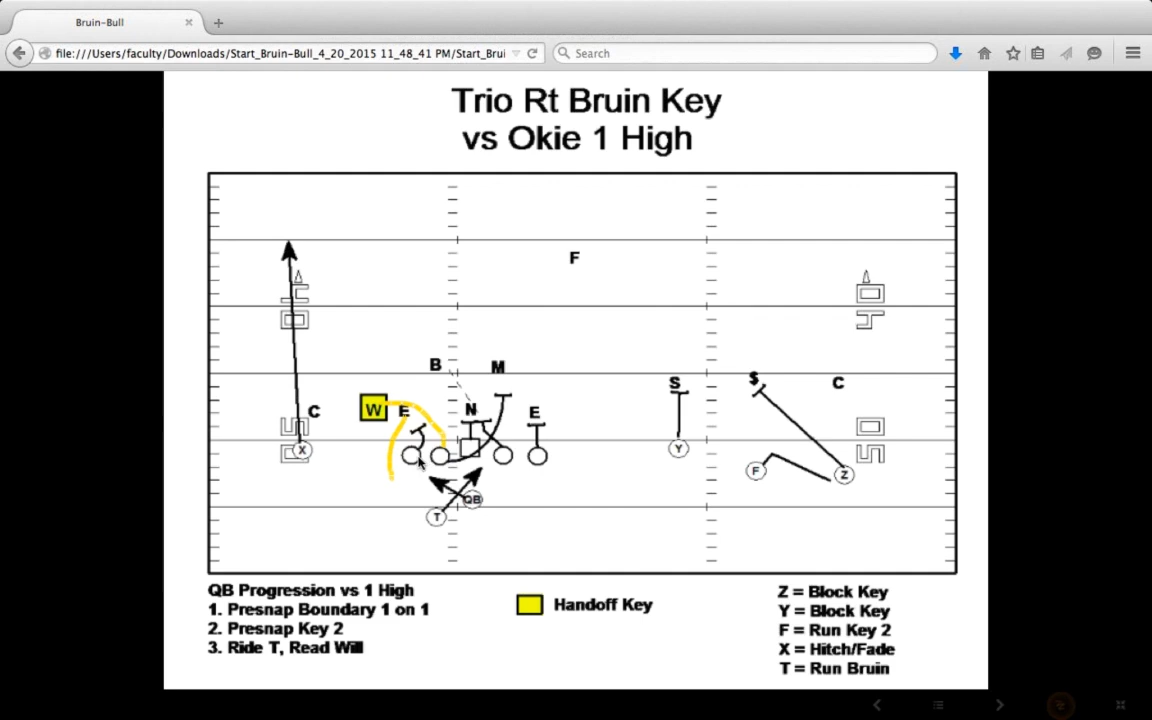 Bruin-Bull
file:///Users/faculty/Downloads/Start_Bruin-Bull_4_20_2015 11_48_41 PM/Start_Brui
Search
Trio Rt Bruin Key
vs Okie 1 High
F
B
M
S
$
C
C
W
E
N
E
X
Y
F
Z
QB
T
QB Progression vs 1 High
1. Presnap Boundary 1 on 1
2. Presnap Key 2
3. Ride T, Read Will
Handoff Key
Z = Block Key
Y = Block Key
F = Run Key 2
X = Hitch/Fade
T = Run Bruin